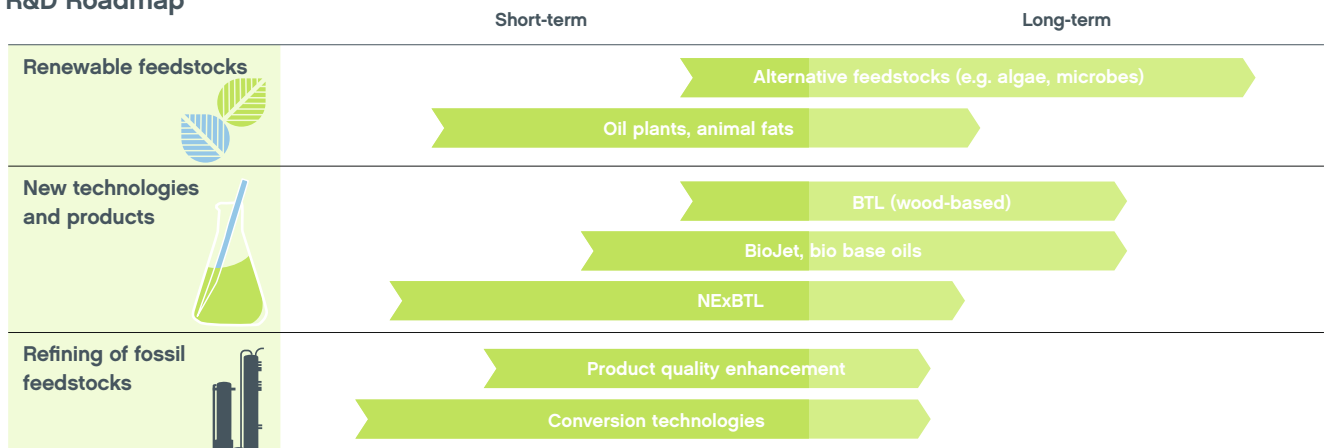 R&D Roadmap
Short-term
Long-term
Renewable feedstocks
Alternative feedstocks (e.g. algae, microbes)
Oil plants, animal fats
New technologies
and products
BTL (wood-based)
BioJet, bio base oils
NExBTL
Refining of fossil
feedstocks
Product quality enhancement
Conversion technologies